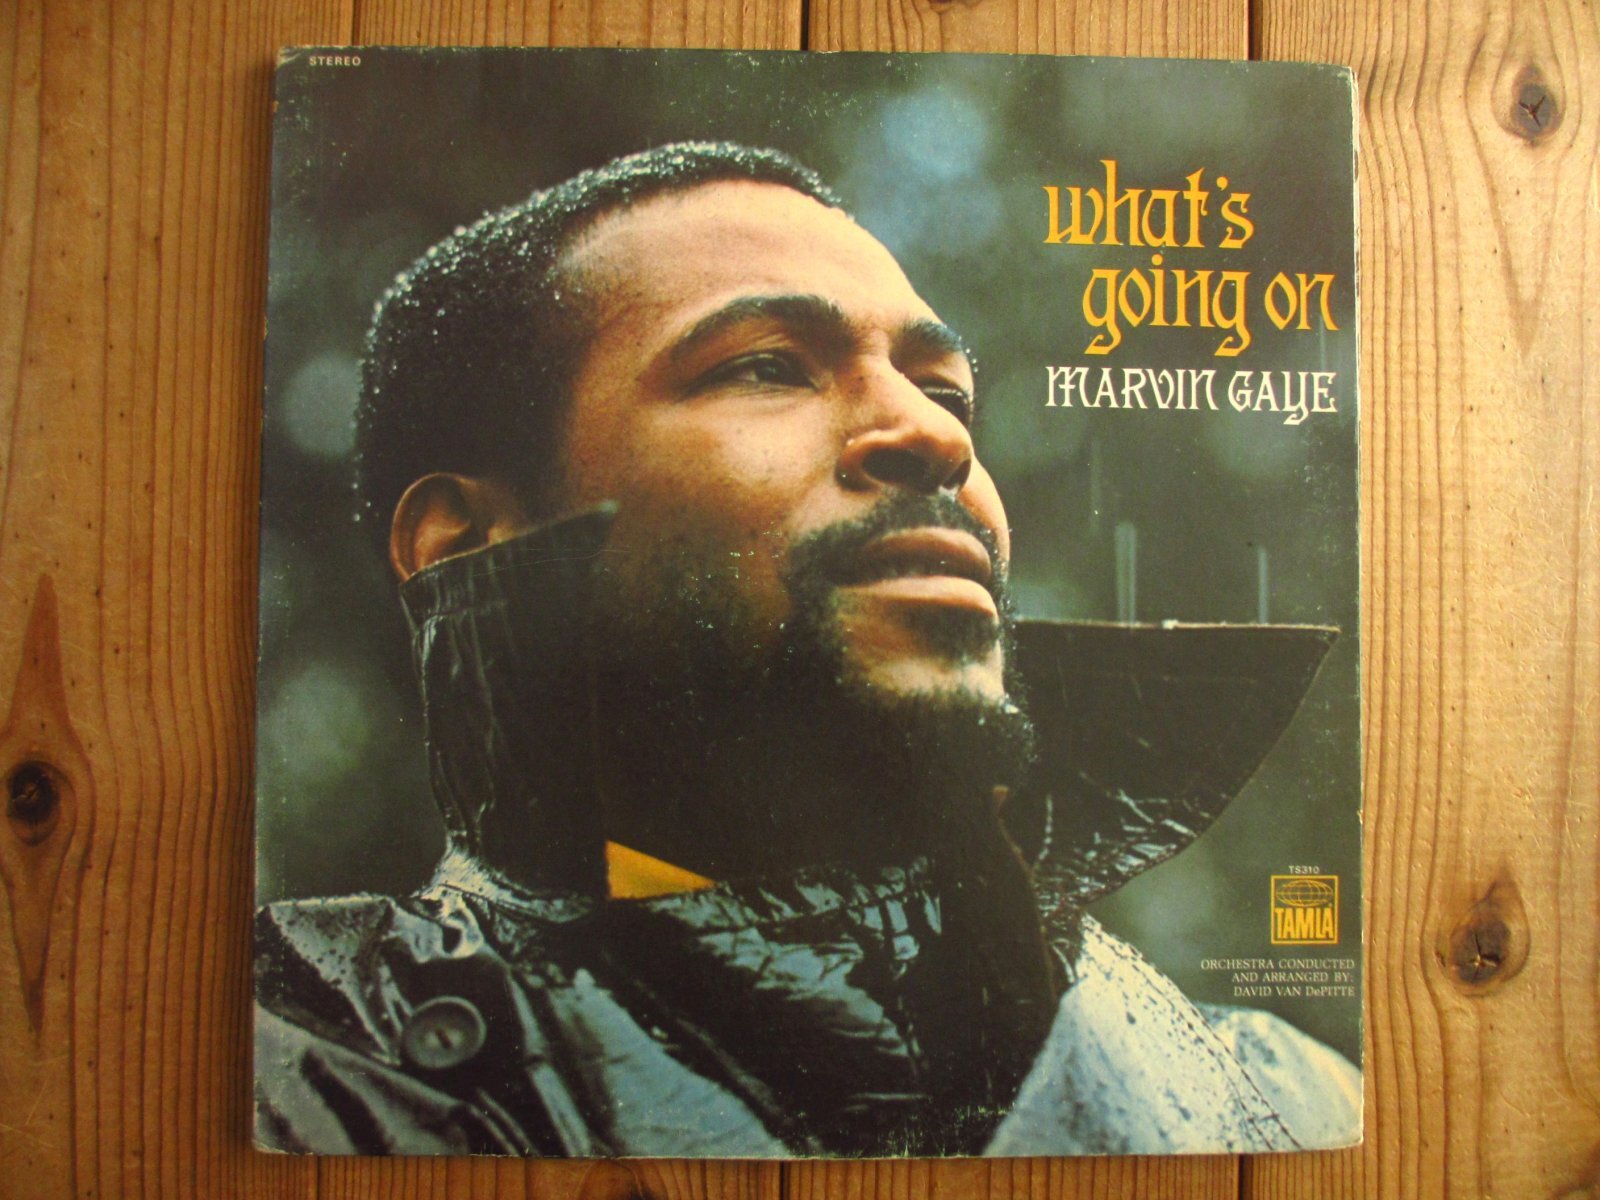 STEREO
what's
going on
MARVIN GAYE
TS310
TAMLA
ORCHESTRA CONDUCTED
AND ARRANGED BY:
DAVID VAN DePITTE